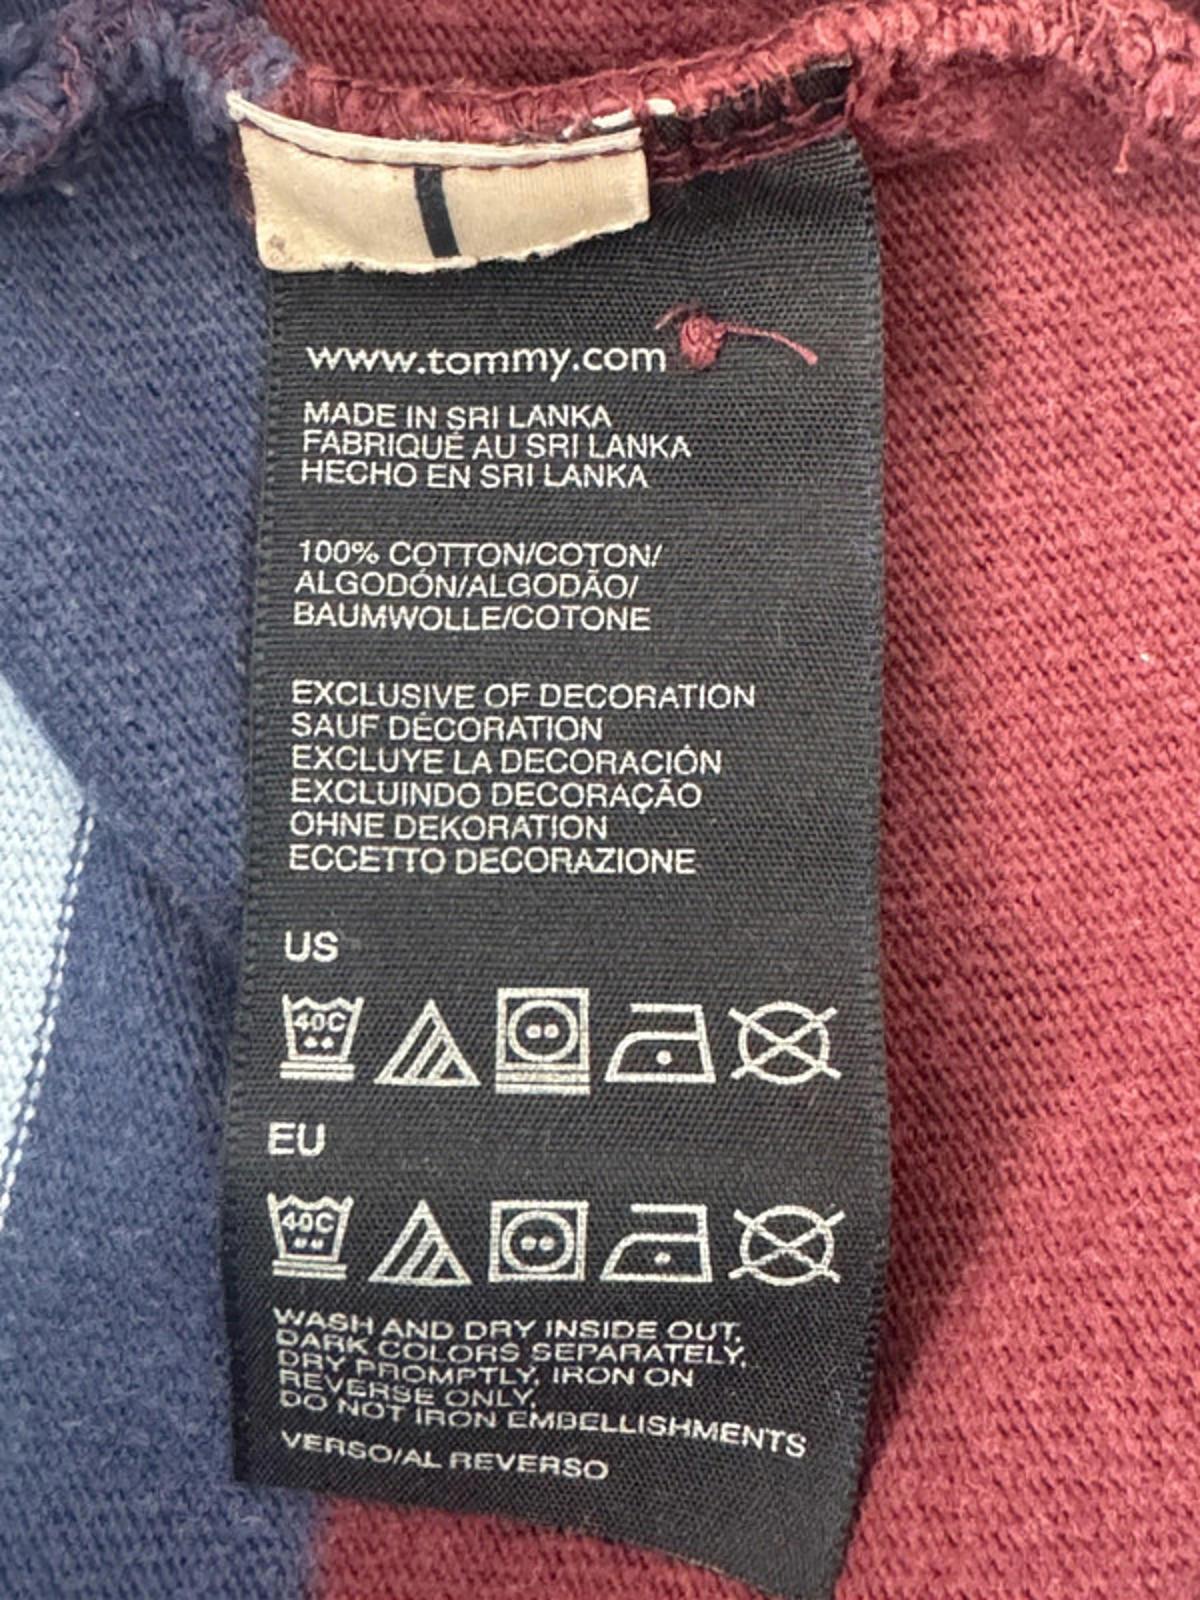 www.tommy.com
MADE IN SRI LANKA
FABRIQUÉ AU SRI LANKA
HECHO EN SRI LANKA
100% COTTON/COTON/
ALGODÓN/ALGODÃO/
BAUMWOLLE/COTONE
EXCLUSIVE OF DECORATION
SAUF DÉCORATION
EXCLUYE LA DECORACIÓN
EXCLUINDO DECORAÇÃO
OHNE DEKORATION
ECCETTO DECORAZIONE
US
40C
EU
40C
WASH AND DRY INSIDE OUT,
DARK COLORS SEPARATELY,
DRY PROMPTLY, IRON ON
REVERSE ONLY,
DO NOT IRON EMBELLISHMENTS
VERSO/AL REVERSO